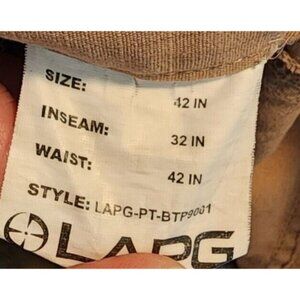 SIZE: 42 IN
INSEAM: 32 IN
WAIST: 42 IN
STYLE: LAPG-PT-BTP9001
LAPG